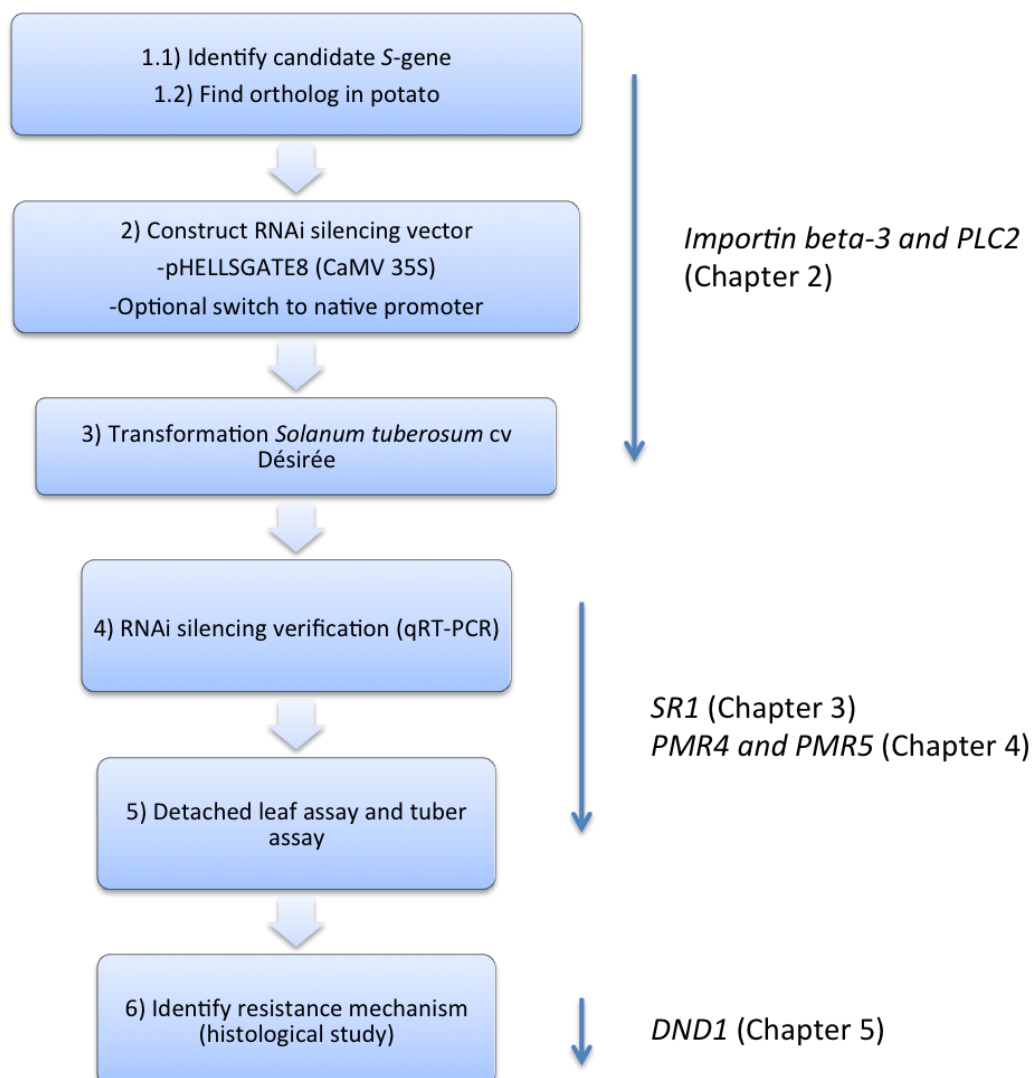 1.1) Identify candidate S-gene
1.2) Find ortholog in potato
2) Construct RNAi silencing vector
-pHELLSGATE8 (CaMV 35S)
-Optional switch to native promoter
Importin beta-3 and PLC2
(Chapter 2)
3) Transformation Solanum tuberosum cv
Désirée
4) RNAi silencing verification (qRT-PCR)
SR1 (Chapter 3)
PMR4 and PMR5 (Chapter 4)
5) Detached leaf assay and tuber
assay
6) Identify resistance mechanism
(histological study)
DND1 (Chapter 5)